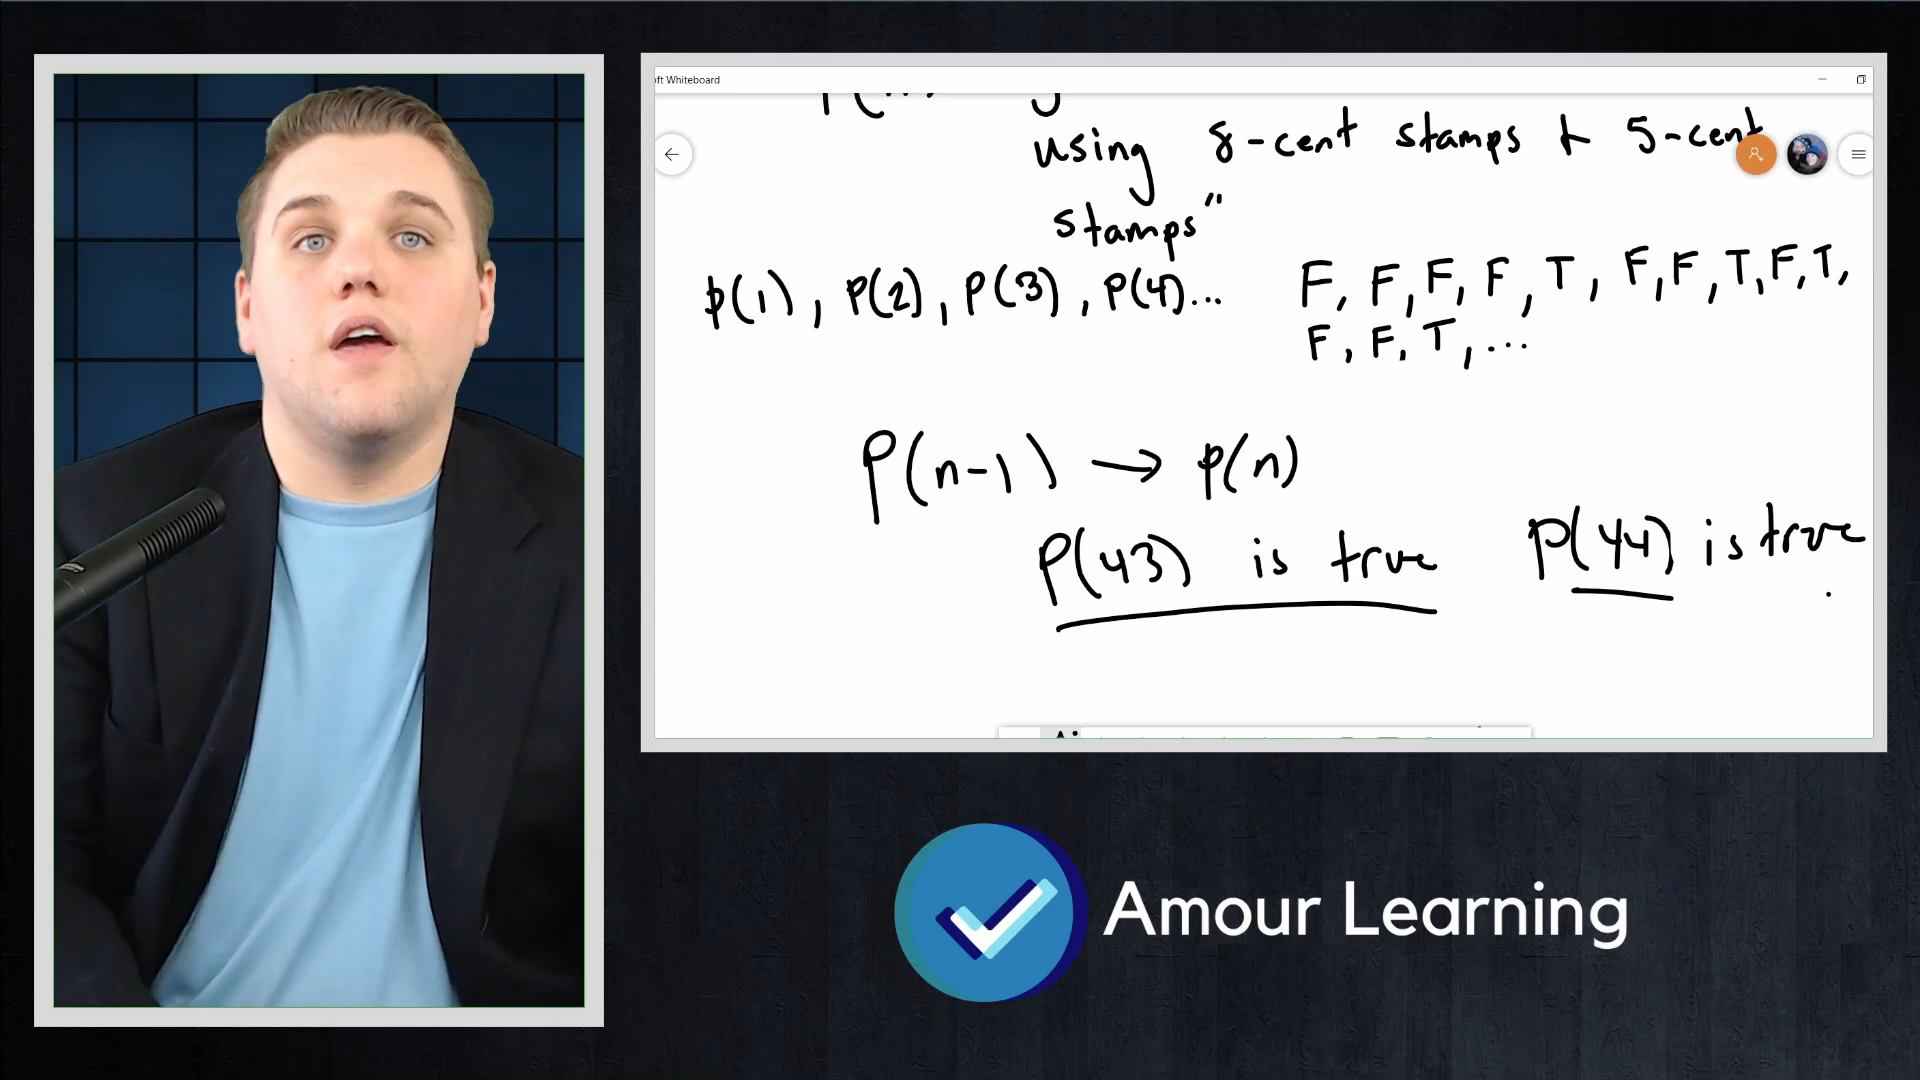 oft Whiteboard
using 8-cent stamps + 5-cent
stamps"
p(1), p(2), p(3), p(4)... F, F, F, F, T, F, F, T, F, T,
F, F, T, ...
P(n-1) → p(n)
P(43) is true p(44) is true
Amour Learning